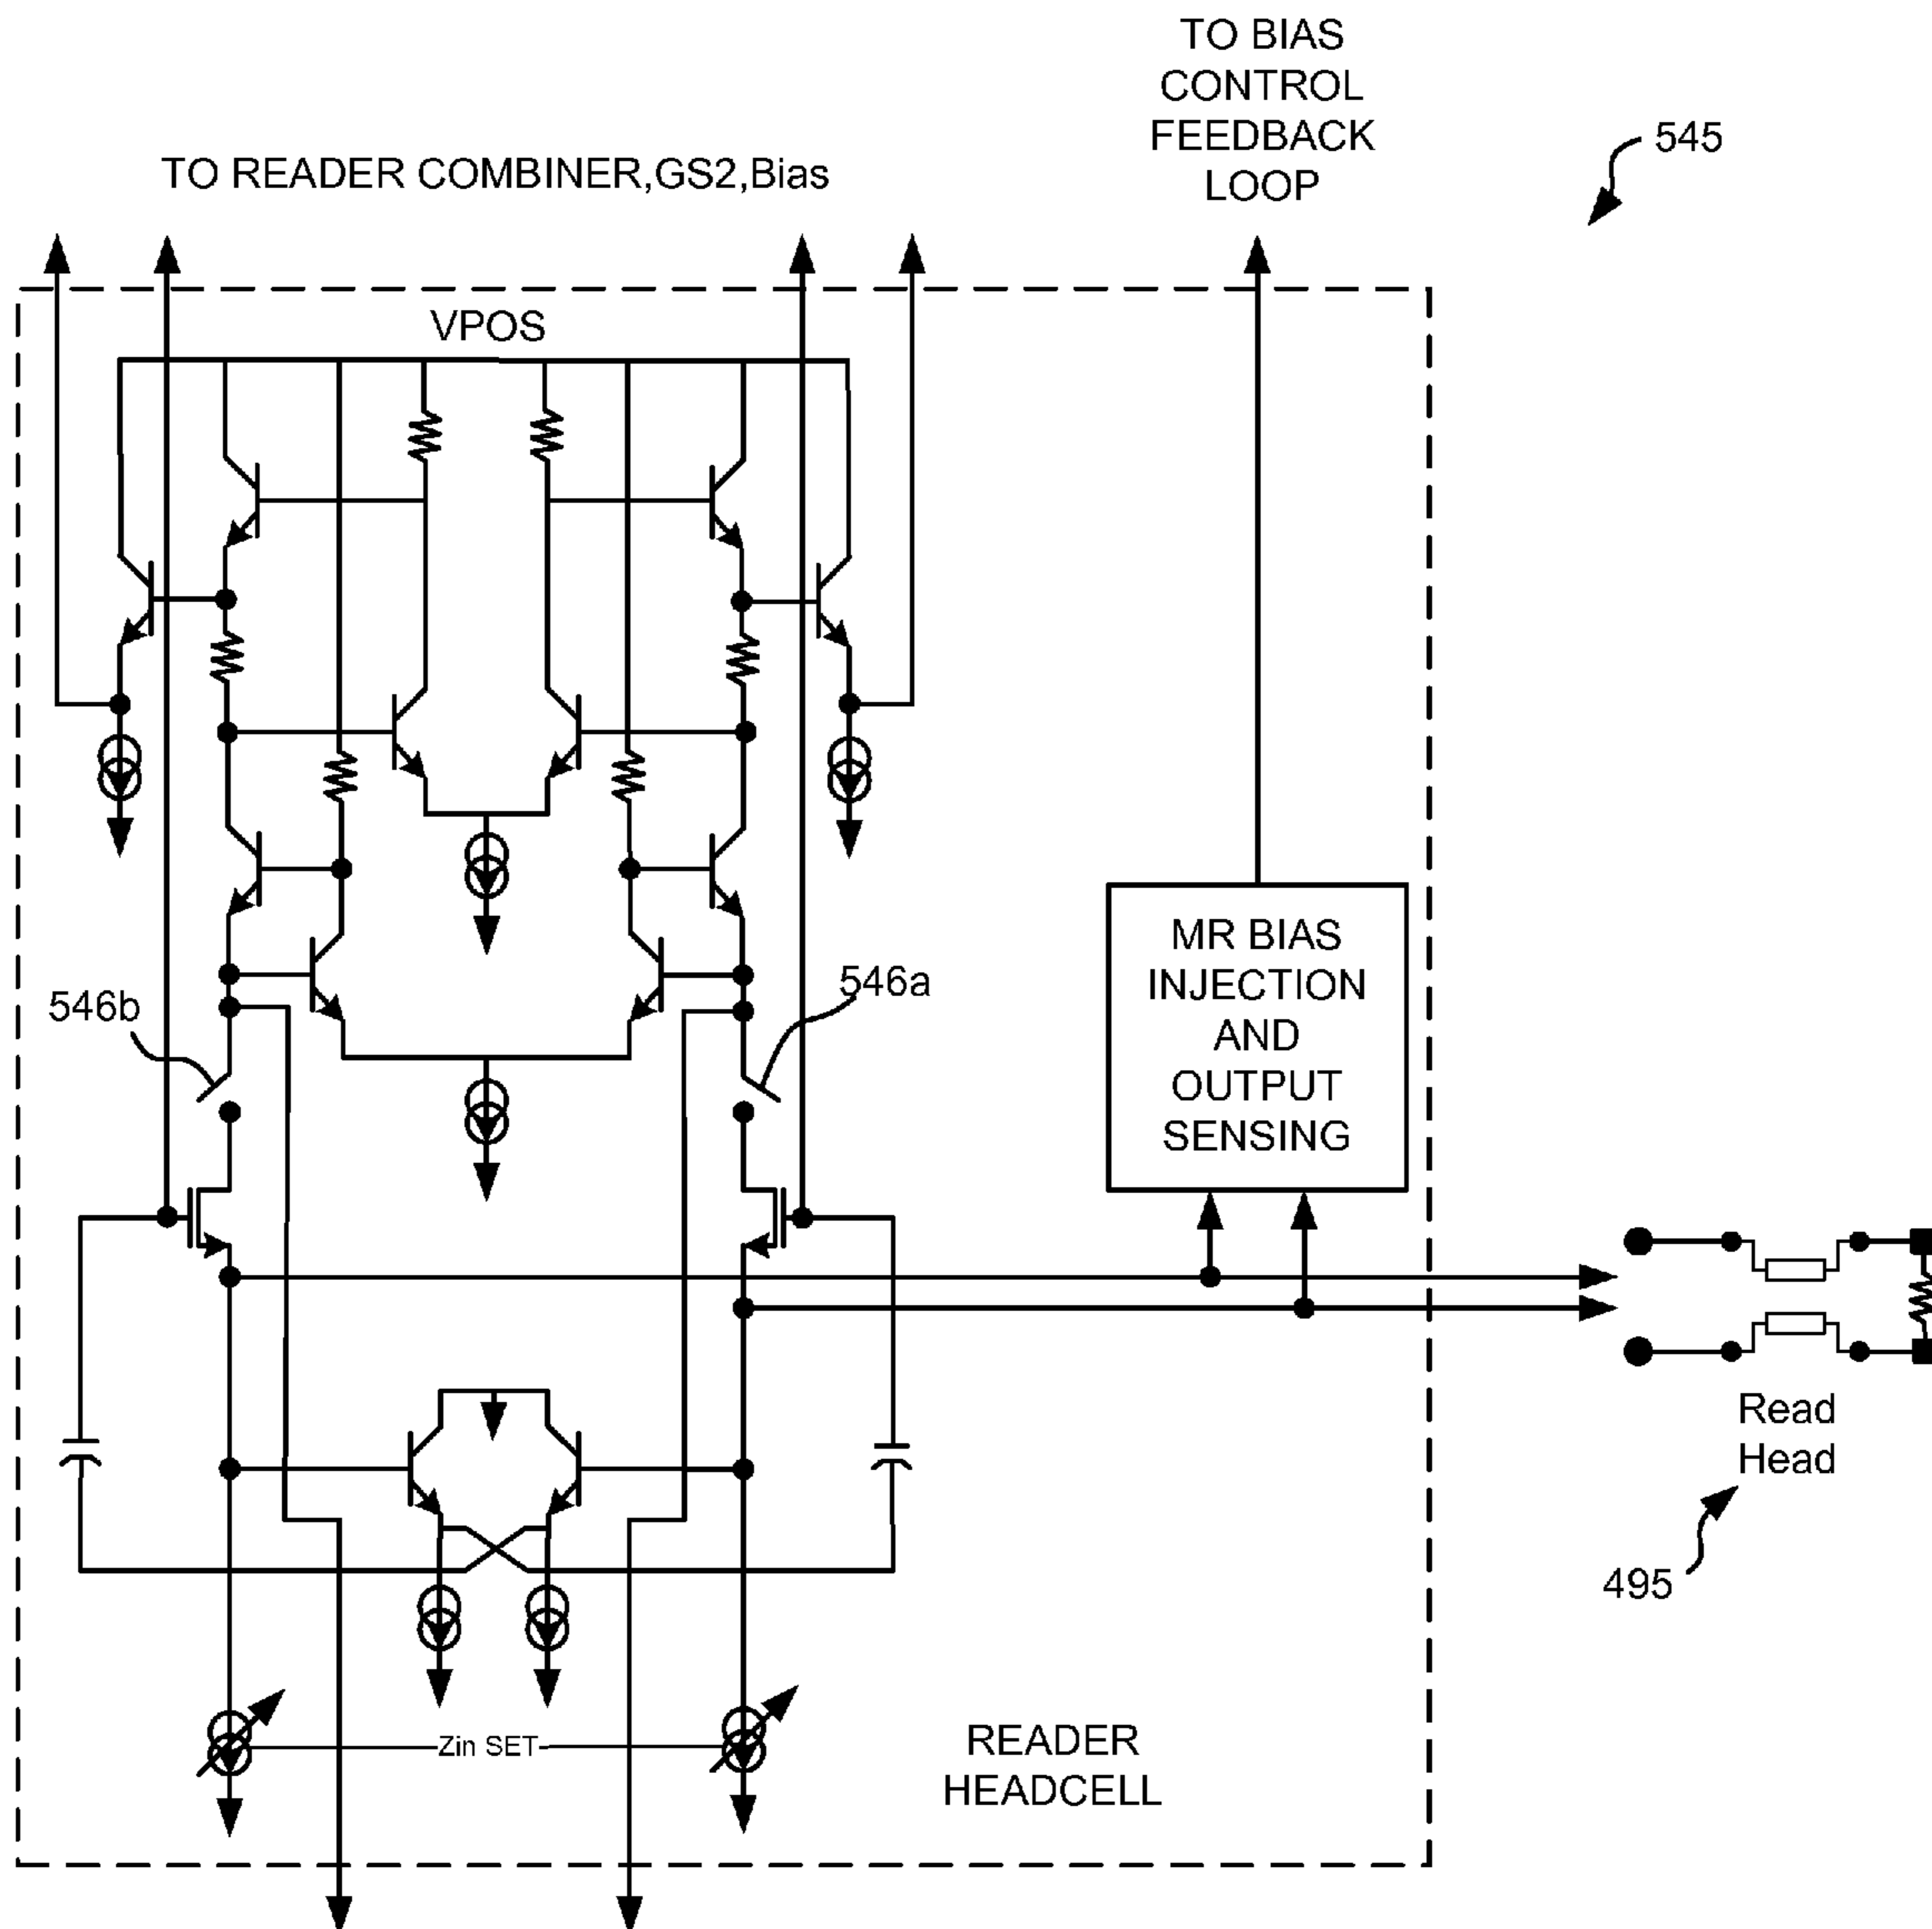 TO BIAS
CONTROL
FEEDBACK
LOOP
545
TO READER COMBINER,GS2,Bias
VPOS
546b
546a
MR BIAS
INJECTION
AND
OUTPUT
SENSING
Read
Head
495
Zin SET
READER
HEADCELL